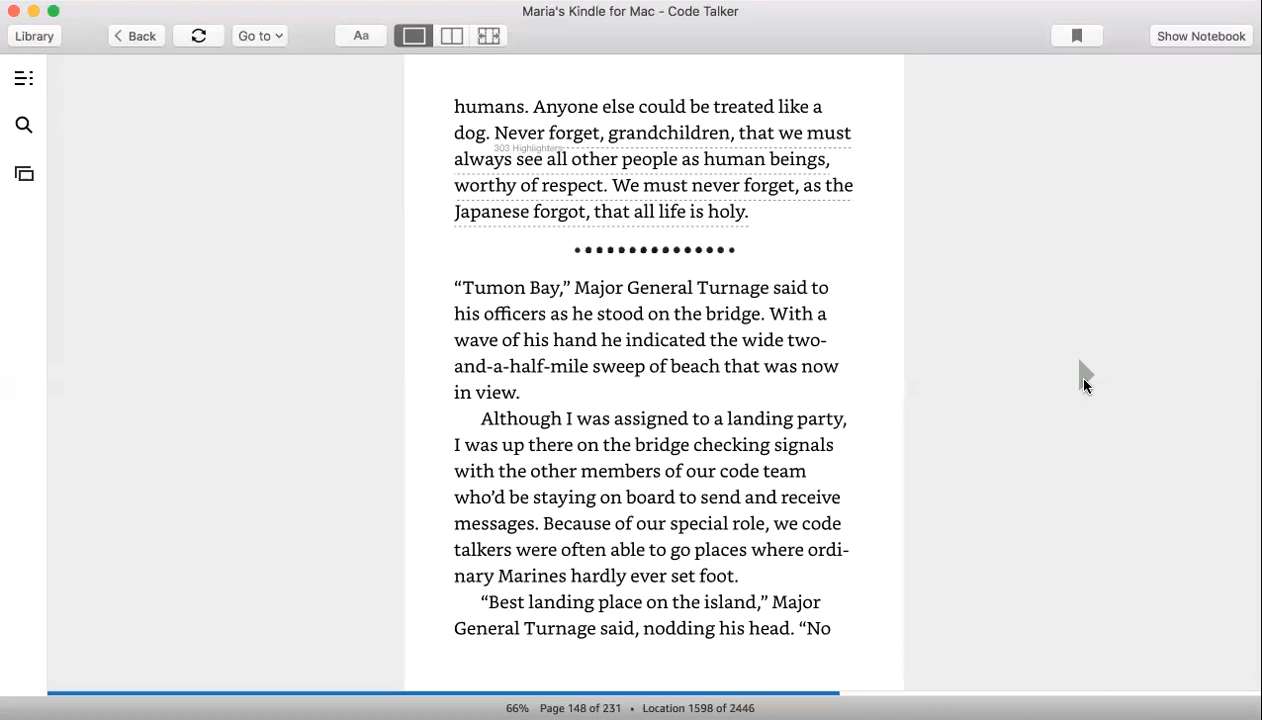 Maria's Kindle for Mac - Code Talker
Library
Back
Go to
Aa
Show Notebook
humans. Anyone else could be treated like a
dog. Never forget, grandchildren, that we must
303 Highlighters
always see all other people as human beings,
worthy of respect. We must never forget, as the
Japanese forgot, that all life is holy.
“Tumon Bay,” Major General Turnage said to
his officers as he stood on the bridge. With a
wave of his hand he indicated the wide two-
and-a-half-mile sweep of beach that was now
in view.
Although I was assigned to a landing party,
I was up there on the bridge checking signals
with the other members of our code team
who’d be staying on board to send and receive
messages. Because of our special role, we code
talkers were often able to go places where ordi-
nary Marines hardly ever set foot.
“Best landing place on the island,” Major
General Turnage said, nodding his head. “No
66% Page 148 of 231 • Location 1598 of 2446